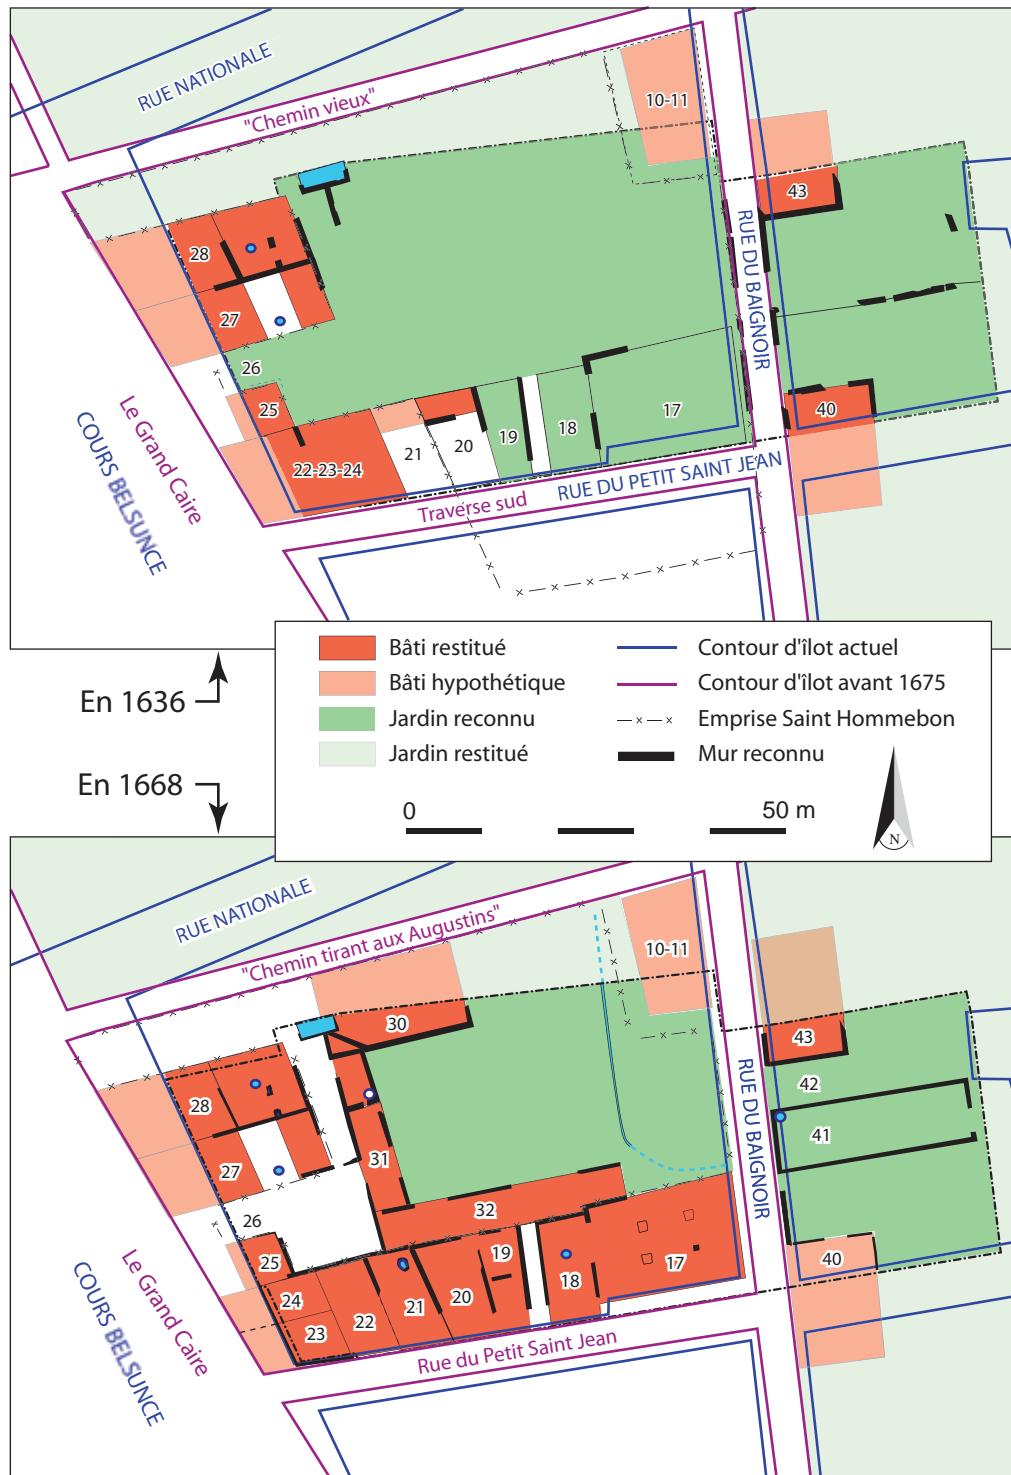 RUE NATIONALE
"Chemin vieux"
10-11
43
RUE DU BAIGNOIR
28
27
26
25
22-23-24
21
20
19
18
17
40
Le Grand Caire
COURS BELSUNCE
Traverse sud
RUE DU PETIT SAINT JEAN
Bâti restitué
Bâti hypothétique
Jardin reconnu
Jardin restitué
Contour d'îlot actuel
Contour d'îlot avant 1675
Emprise Saint Hommebon
Mur reconnu
0 50 m
N
En 1636
En 1668
RUE NATIONALE
"Chemin tirant aux Augustins"
10-11
30
43
42
41
RUE DU BAIGNOIR
28
27
31
32
26
25
24
23
22
21
20
19
18
17
40
Le Grand Caire
COURS BELSUNCE
Rue du Petit Saint Jean